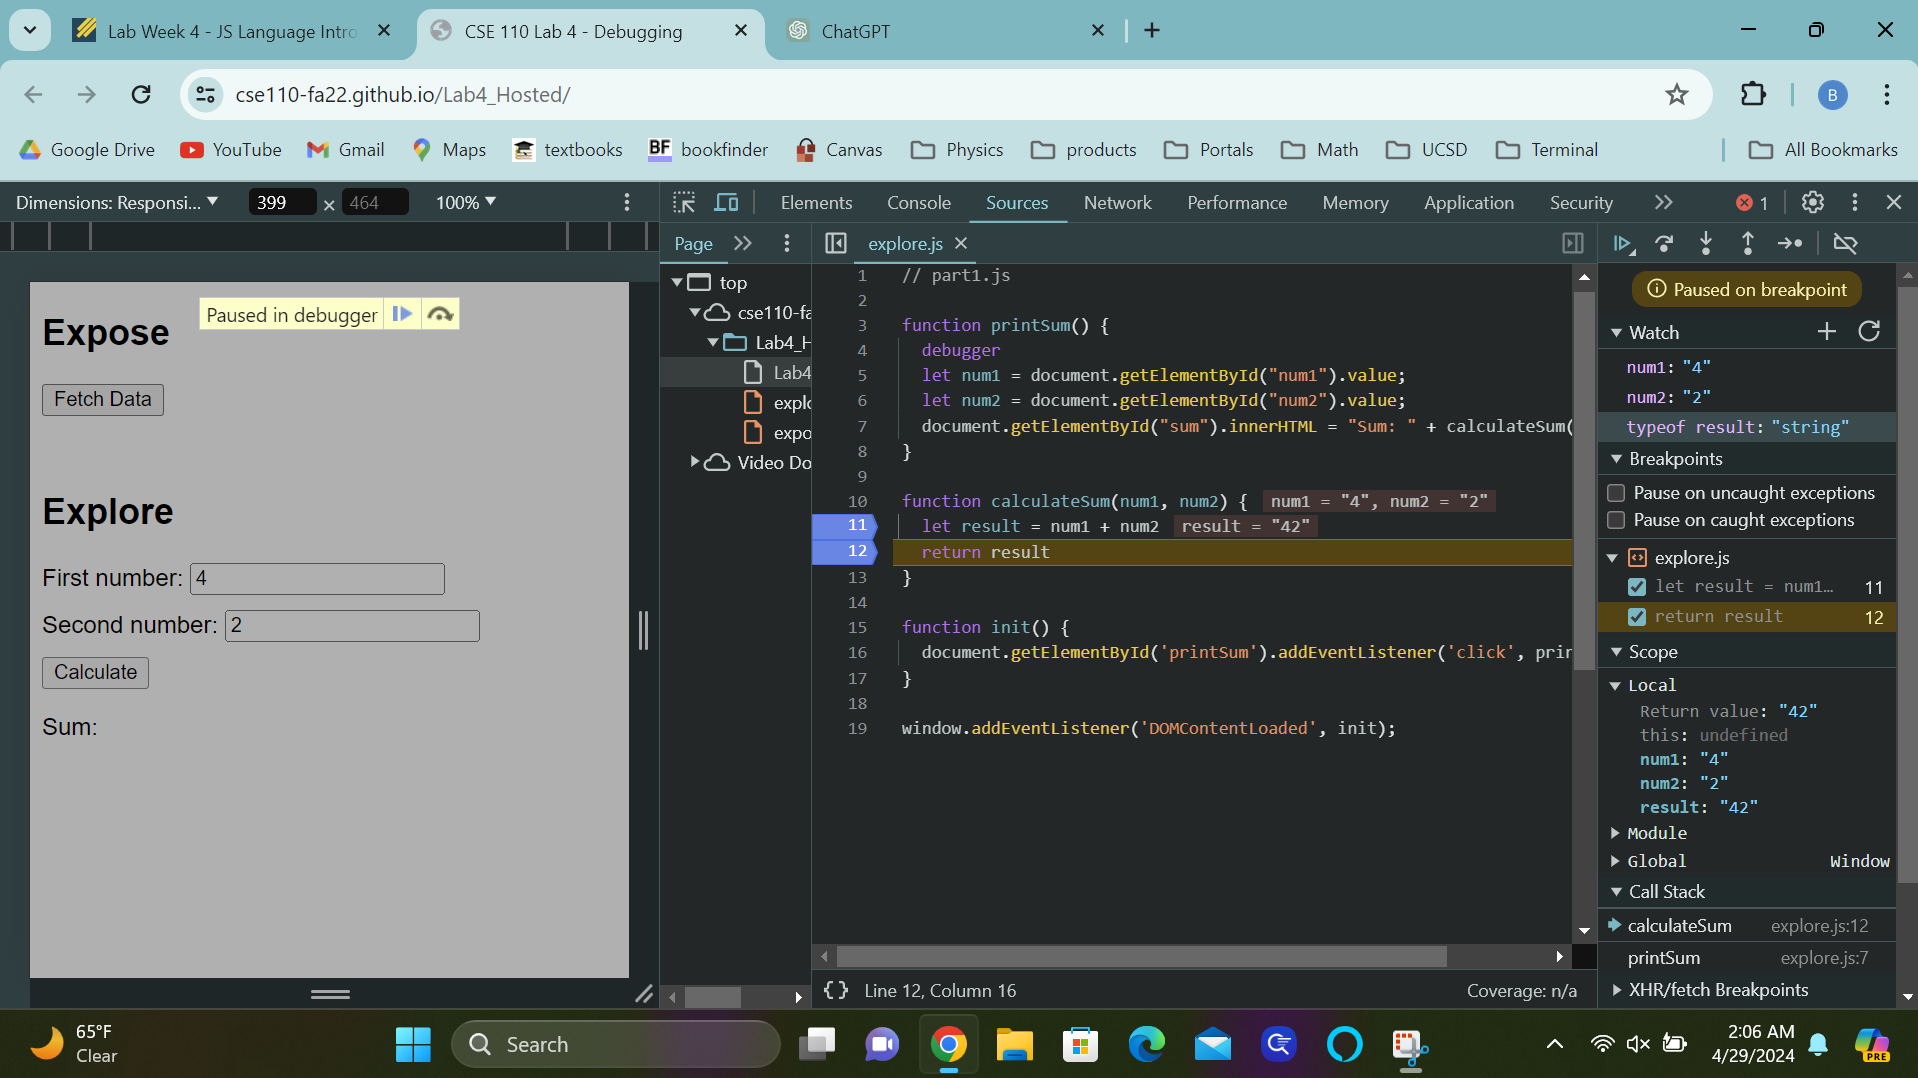 Lab Week 4 - JS Language Intro
CSE 110 Lab 4 - Debugging
ChatGPT
cse110-fa22.github.io/Lab4_Hosted/
B
Google Drive
YouTube
Gmail
Maps
textbooks
BF bookfinder
Canvas
Physics
products
Portals
Math
UCSD
Terminal
All Bookmarks
Dimensions: Responsi... ▼
399 × 464
100% ▼
Elements
Console
Sources
Network
Performance
Memory
Application
Security
1
Page
explore.js
top
cse110-fa
Lab4_H
Lab4
explo
expo
Video Do
Expose
Paused in debugger
Fetch Data
Explore
First number: 4
Second number: 2
Calculate
Sum:
1 // part1.js
2
3 function printSum() {
4 debugger
5 let num1 = document.getElementById("num1").value;
6 let num2 = document.getElementById("num2").value;
7 document.getElementById("sum").innerHTML = "Sum: " + calculateSum(
8 }
9
10 function calculateSum(num1, num2) { num1 = "4", num2 = "2"
11 let result = num1 + num2 result = "42"
12 return result
13 }
14
15 function init() {
16 document.getElementById('printSum').addEventListener('click', prin
17 }
18
19 window.addEventListener('DOMContentLoaded', init);
{} Line 12, Column 16
Coverage: n/a
Paused on breakpoint
Watch
num1: "4"
num2: "2"
typeof result: "string"
Breakpoints
Pause on uncaught exceptions
Pause on caught exceptions
explore.js
let result = num1... 11
return result 12
Scope
Local
Return value: "42"
this: undefined
num1: "4"
num2: "2"
result: "42"
Module
Global Window
Call Stack
calculateSum explore.js:12
printSum explore.js:7
XHR/fetch Breakpoints
65°F
Clear
Search
2:06 AM
4/29/2024
PRE